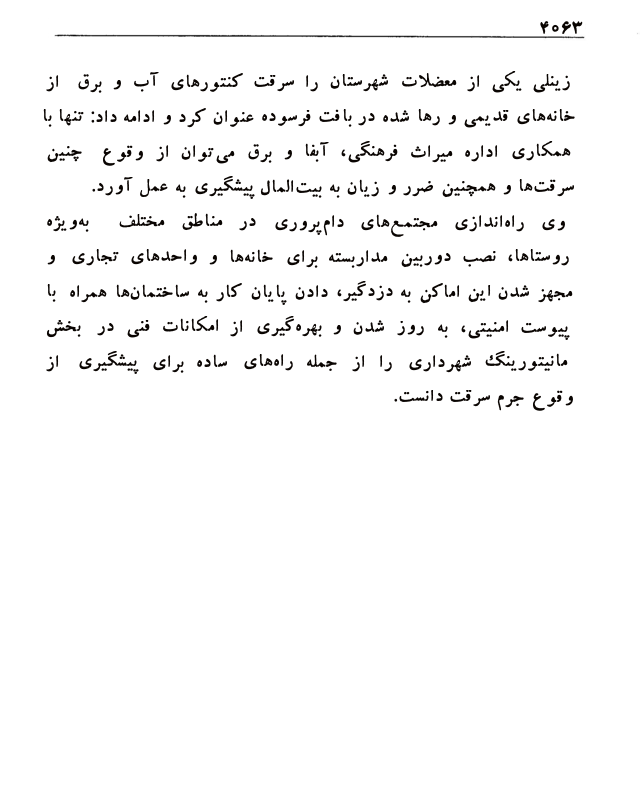 ۴۰۶۳
زینلی یکی از معضلات شهرستان را سرقت کنتورهای آب و برق از
خانه‌های قدیمی و رها شده در بافت فرسوده عنوان کرد و ادامه داد: تنها با
همکاری اداره میراث فرهنگی، آبفا و برق می‌توان از وقوع چنین
سرقت‌ها و همچنین ضرر و زیان به بیت‌المال پیشگیری به عمل آورد.
وی راه‌اندازی مجتمع‌های دام‌پروری در مناطق مختلف به‌ویژه
روستاها، نصب دوربین مداربسته برای خانه‌ها و واحدهای تجاری و
مجهز شدن این اماکن به دزدگیر، دادن پایان کار به ساختمان‌ها همراه با
پیوست امنیتی، به روز شدن و بهره‌گیری از امکانات فنی در بخش
مانیتورینگ شهرداری را از جمله راه‌های ساده برای پیشگیری از
وقوع جرم سرقت دانست.